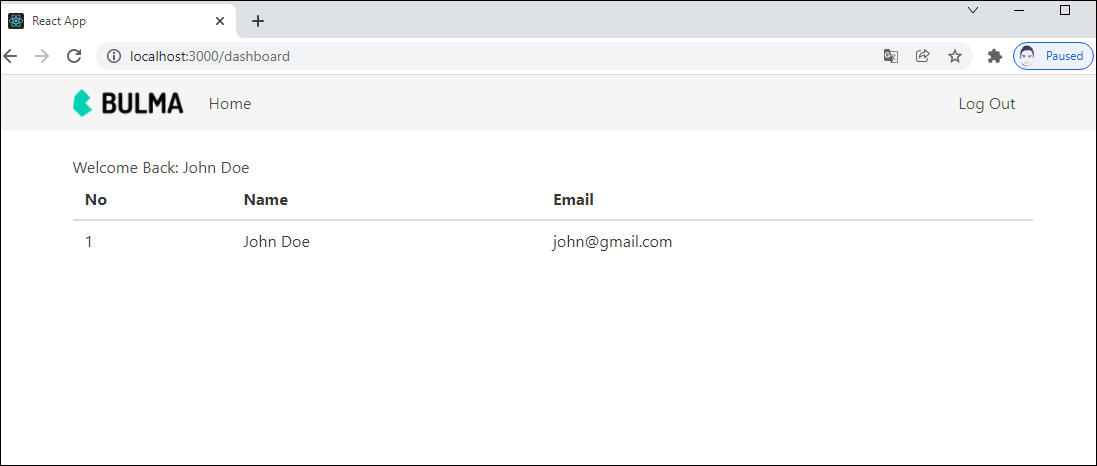 React App
localhost:3000/dashboard
Paused
BULMA Home Log Out
Welcome Back: John Doe
No Name Email
1 John Doe john@gmail.com